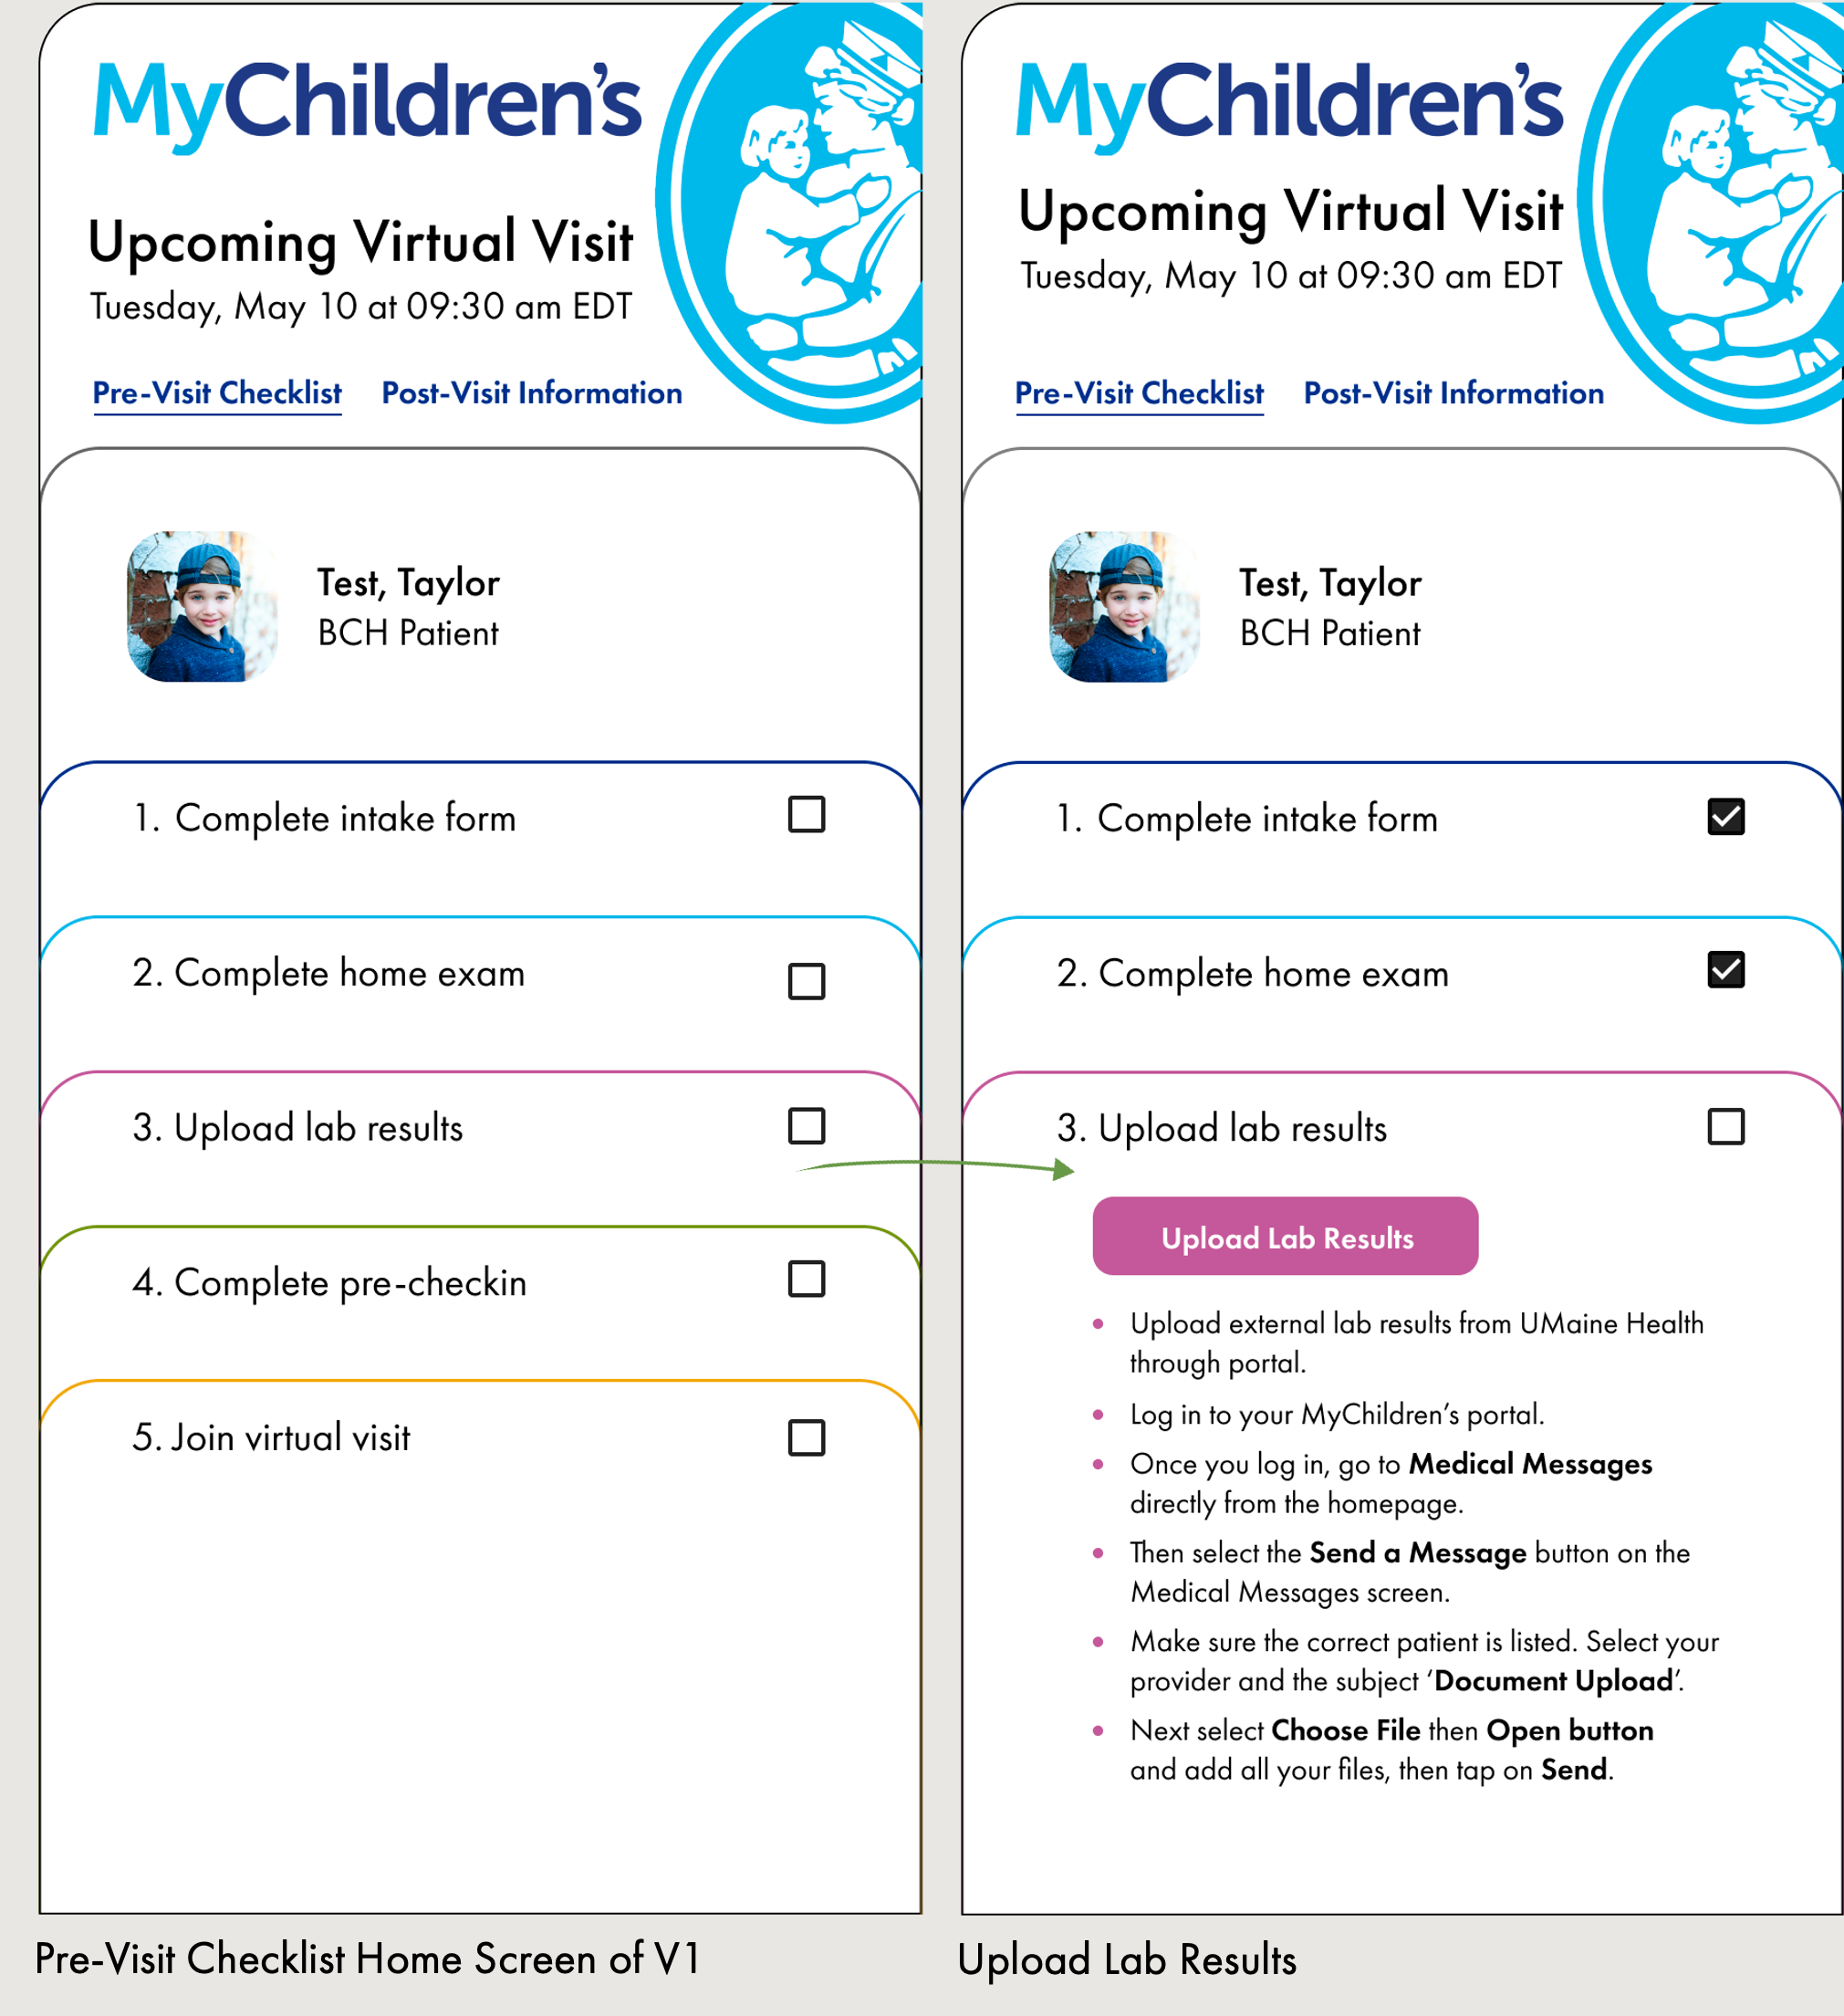 MyChildren's
Upcoming Virtual Visit
Tuesday, May 10 at 09:30 am EDT
Pre-Visit Checklist
Post-Visit Information
Test, Taylor
BCH Patient
1. Complete intake form
2. Complete home exam
3. Upload lab results
4. Complete pre-checkin
5. Join virtual visit
Pre-Visit Checklist Home Screen of V1
MyChildren's
Upcoming Virtual Visit
Tuesday, May 10 at 09:30 am EDT
Pre-Visit Checklist
Post-Visit Information
Test, Taylor
BCH Patient
1. Complete intake form
2. Complete home exam
3. Upload lab results
Upload Lab Results
• Upload external lab results from UMaine Health
through portal.
• Log in to your MyChildren's portal.
• Once you log in, go to Medical Messages
directly from the homepage.
• Then select the Send a Message button on the
Medical Messages screen.
• Make sure the correct patient is listed. Select your
provider and the subject ‘Document Upload’.
• Next select Choose File then Open button
and add all your files, then tap on Send.
Upload Lab Results